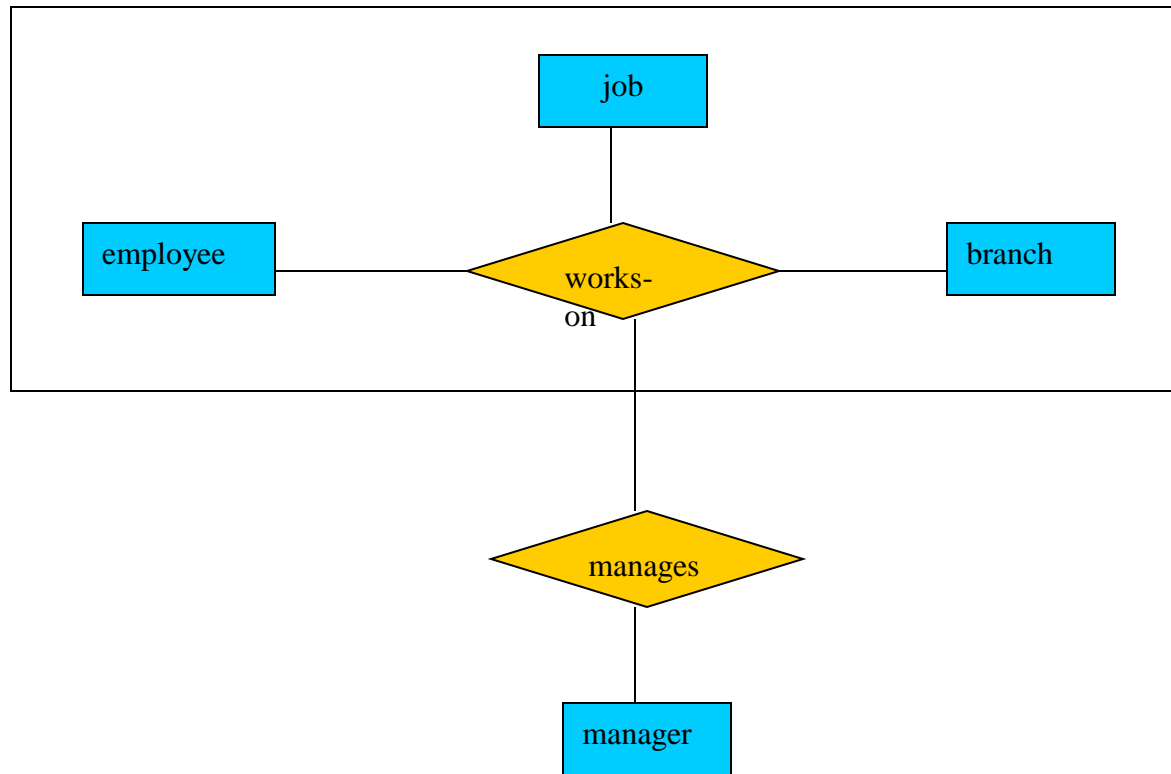 job
employee
works-
on
branch
manages
manager